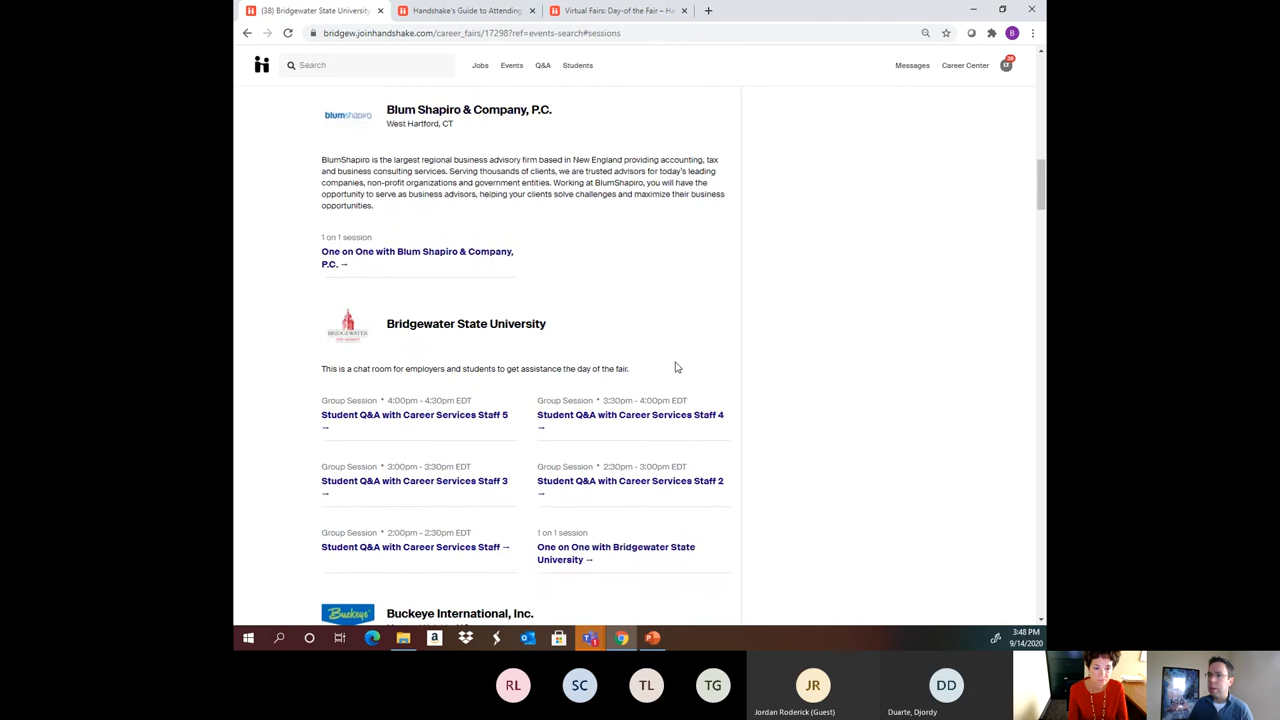 (38) Bridgewater State University
Handshake's Guide to Attending
Virtual Fairs: Day-of the Fair – Ha
bridgew.joinhandshake.com/career_fairs/17298?ref=events-search#sessions
B
Search
Jobs
Events
Q&A
Students
Messages
Career Center
LT
38
blumshapiro
Blum Shapiro & Company, P.C.
West Hartford, CT
BlumShapiro is the largest regional business advisory firm based in New England providing accounting, tax
and business consulting services. Serving thousands of clients, we are trusted advisors for today's leading
companies, non-profit organizations and government entities. Working at BlumShapiro, you will have the
opportunity to serve as business advisors, helping your clients solve challenges and maximize their business
opportunities.
1 on 1 session
One on One with Blum Shapiro & Company,
P.C. →
BRIDGEWATER
Bridgewater State University
This is a chat room for employers and students to get assistance the day of the fair.
Group Session • 4:00pm - 4:30pm EDT
Student Q&A with Career Services Staff 5
→
Group Session • 3:30pm - 4:00pm EDT
Student Q&A with Career Services Staff 4
→
Group Session • 3:00pm - 3:30pm EDT
Student Q&A with Career Services Staff 3
→
Group Session • 2:30pm - 3:00pm EDT
Student Q&A with Career Services Staff 2
→
Group Session • 2:00pm - 2:30pm EDT
Student Q&A with Career Services Staff →
1 on 1 session
One on One with Bridgewater State
University →
Buckeye
Buckeye International, Inc.
3:48 PM
9/14/2020
RL
SC
TL
TG
JR
Jordan Roderick (Guest)
DD
Duarte, Djordy